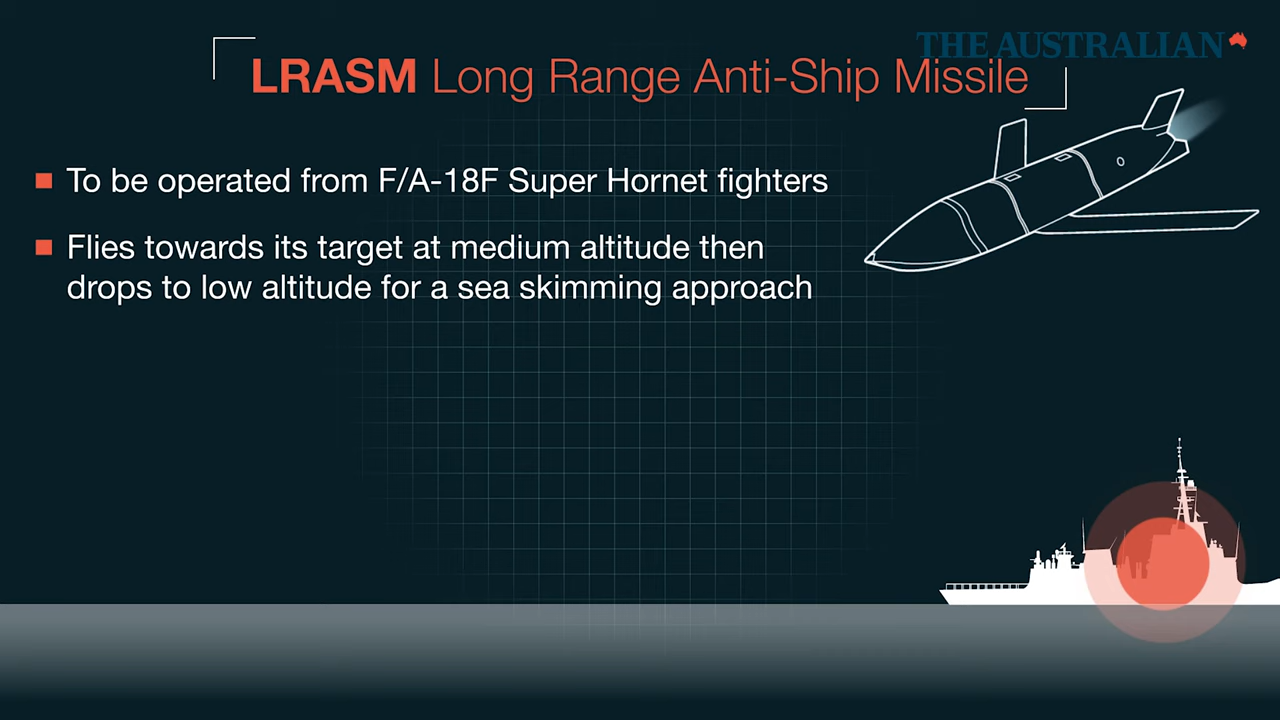 THE AUSTRALIAN
LRASM Long Range Anti-Ship Missile
To be operated from F/A-18F Super Hornet fighters
Flies towards its target at medium altitude then
drops to low altitude for a sea skimming approach